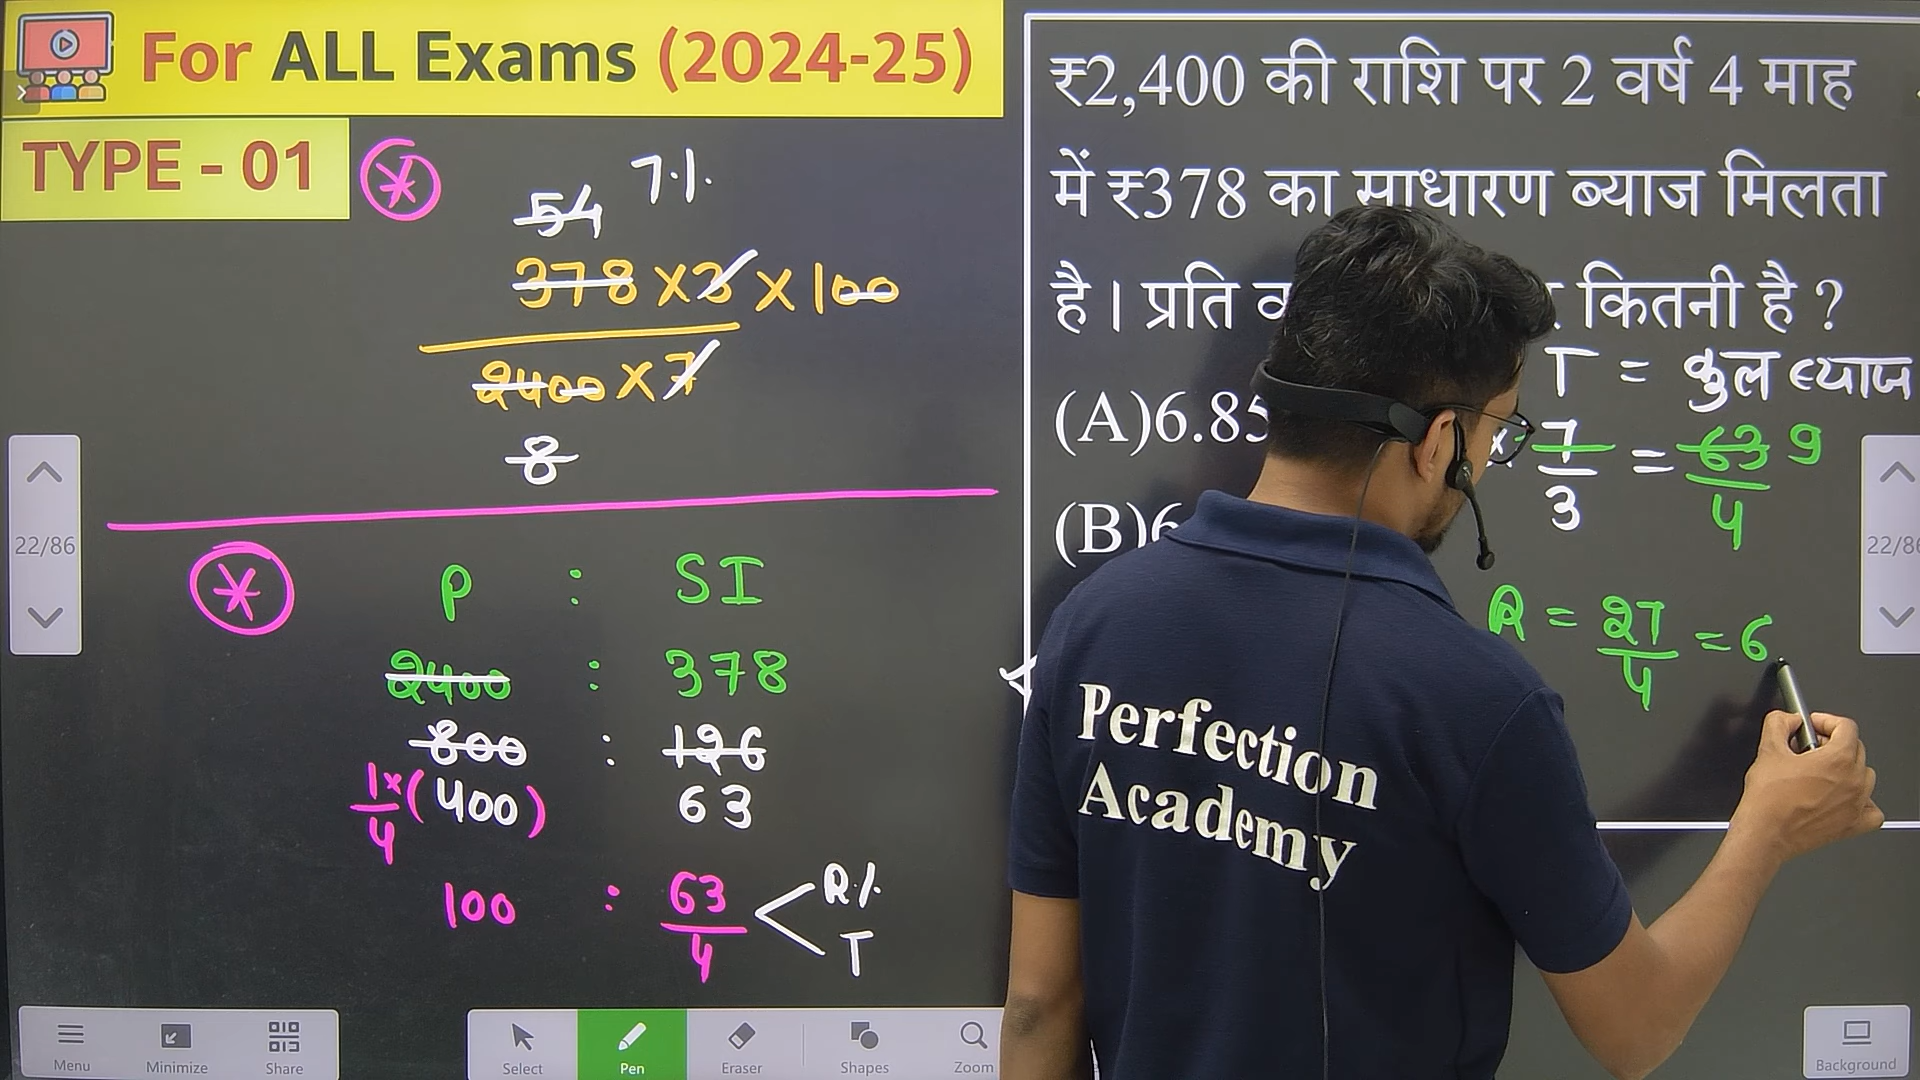 For ALL Exams (2024-25)
TYPE - 01
54 7%
378 × 3 × 100
2400 × 7
8
P : SI
2400 : 378
800 : 126
1/4 × (400) 63
100 : 63/4 < R%
T
22/86
Menu Minimize Share Select Pen Eraser Shapes Zoom
₹2,400 की राशि पर 2 वर्ष 4 माह
में ₹378 का साधारण ब्याज मिलता
है। प्रति कितनी है ?
T = कुल ब्याज
(A)6.85
× 7/3 = 63/4 9
(B)6
R = 27/4 = 6
22/86
Perfection
Academy
Background